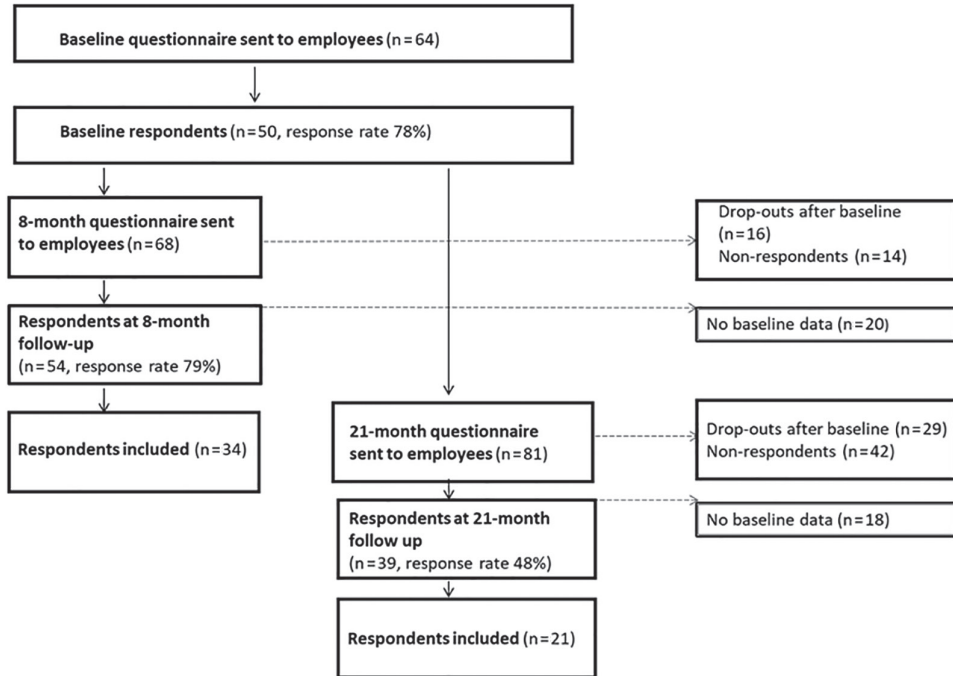 Baseline questionnaire sent to employees (n=64)
Baseline respondents (n=50, response rate 78%)
8-month questionnaire sent
to employees (n=68)
Drop-outs after baseline
(n=16)
Non-respondents (n=14)
Respondents at 8-month
follow-up
(n=54, response rate 79%)
No baseline data (n=20)
Respondents included (n=34)
21-month questionnaire
sent to employees (n=81)
Drop-outs after baseline (n=29)
Non-respondents (n=42)
Respondents at 21-month
follow up
(n=39, response rate 48%)
No baseline data (n=18)
Respondents included (n=21)